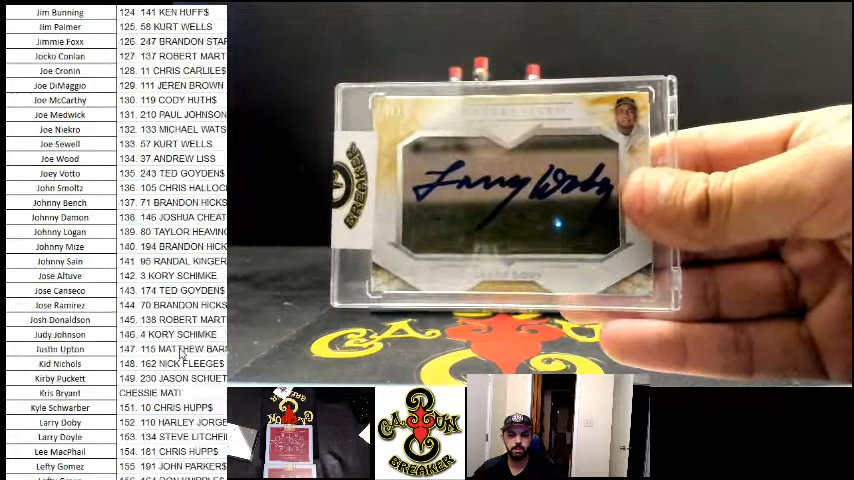 Jim Bunning 124. 141 KEN HUFF$
Jim Palmer 125. 58 KURT WELLS
Jimmie Foxx 126. 247 BRANDON STAR
Jocko Conlan 127. 137 ROBERT MART
Joe Cronin 128. 11 CHRIS CARLILE$
Joe DiMaggio 129. 111 JEREN BROWN
Joe McCarthy 130. 119 CODY HUTH$
Joe Medwick 131. 210 PAUL JOHNSON
Joe Niekro 132. 133 MICHAEL WATS
Joe Sewell 133. 57 KURT WELLS
Joe Wood 134. 37 ANDREW LISS
Joey Votto 135. 243 TED GOYDEN$
John Smoltz 136. 105 CHRIS HALLOC
Johnny Bench 137. 71 BRANDON HICKS
Johnny Damon 138. 146 JOSHUA CHEAT
Johnny Logan 139. 80 TAYLOR HEAVIN
Johnny Mize 140. 194 BRANDON HICK
Johnny Sain 141. 95 RANDAL KINGER
Jose Altuve 142. 3 KORY SCHIMKE
Jose Canseco 143. 174 TED GOYDEN$
Jose Ramirez 144. 70 BRANDON HICKS
Josh Donaldson 145. 138 ROBERT MART
Judy Johnson 146. 4 KORY SCHIMKE
Justin Upton 147. 115 MATTHEW BAR
Kid Nichols 148. 162 NICK FLEEGE$
Kirby Puckett 149. 230 JASON SCHUET
Kris Bryant CHESSIE MATI
Kyle Schwarber 151. 10 CHRIS HUPP$
Larry Doby 152. 110 HARLEY JORGE
Larry Doyle 153. 134 STEVE LITCHFI
Lee MacPhail 154. 181 CHRIS HUPP$
Lefty Gomez 155. 191 JOHN PARKER$
Larry Doby
LARRY DOBY
BREAKER
CAJUN
BREAKER